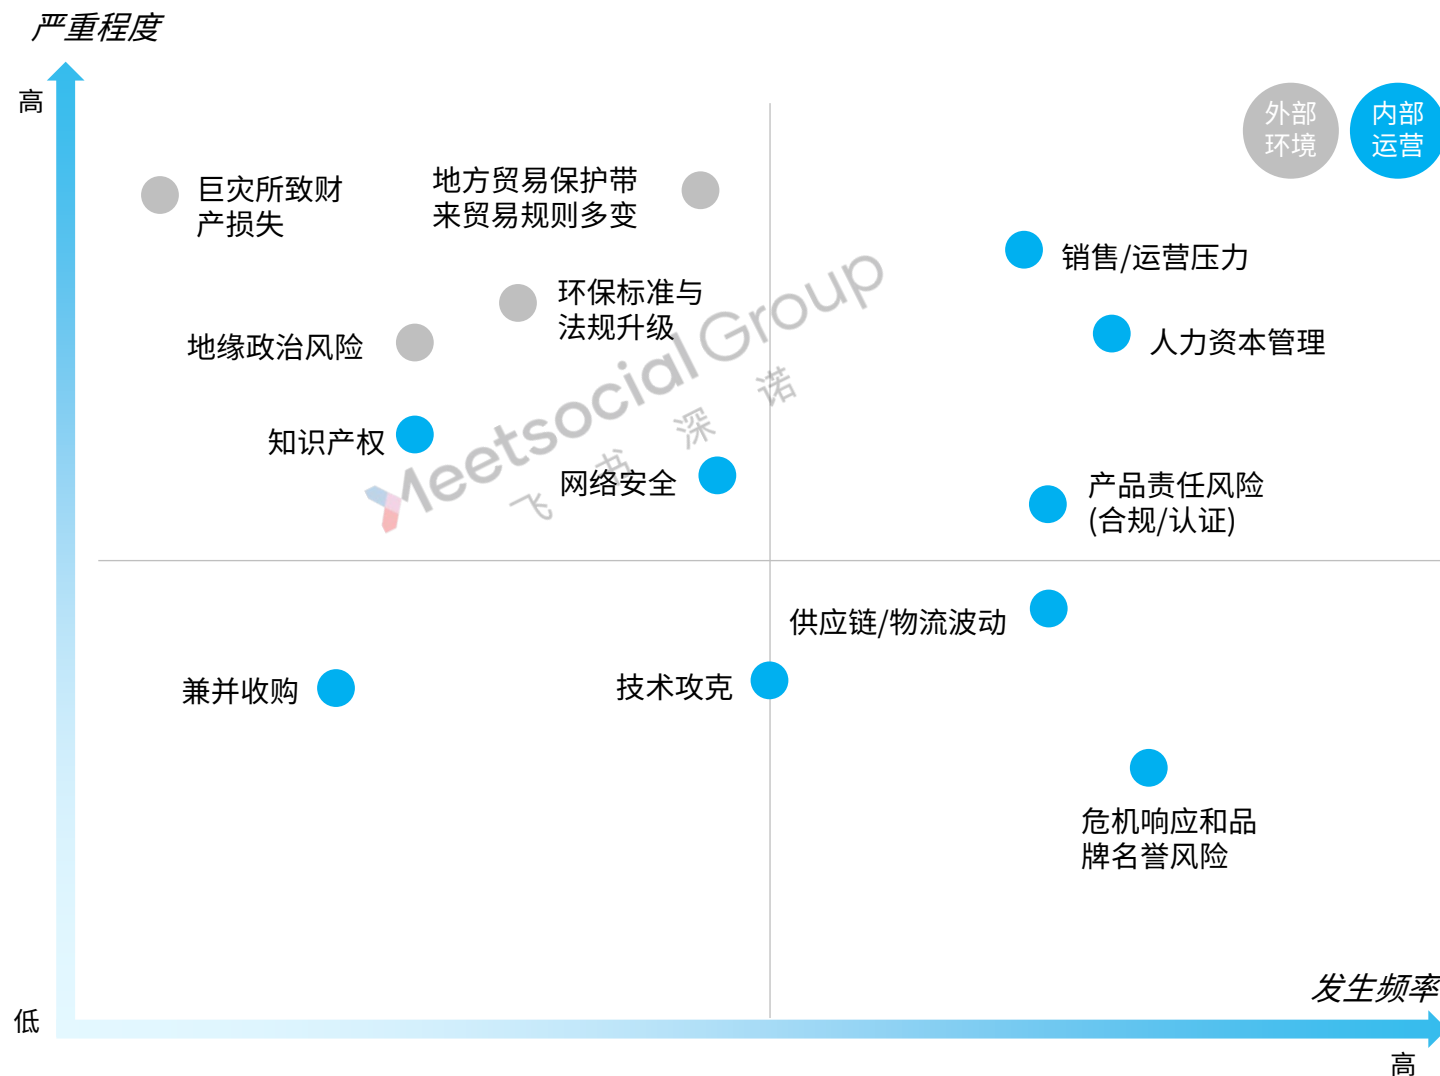 严重程度
高
外部
环境
内部
运营
巨灾所致财
产损失
地方贸易保护带
来贸易规则多变
销售/运营压力
环保标准与
法规升级
地缘政治风险
人力资本管理
知识产权
网络安全
产品责任风险
(合规/认证)
Meetsocial Group
飞书深诺
供应链/物流波动
兼并收购
技术攻克
危机响应和品
牌名誉风险
发生频率
低
高